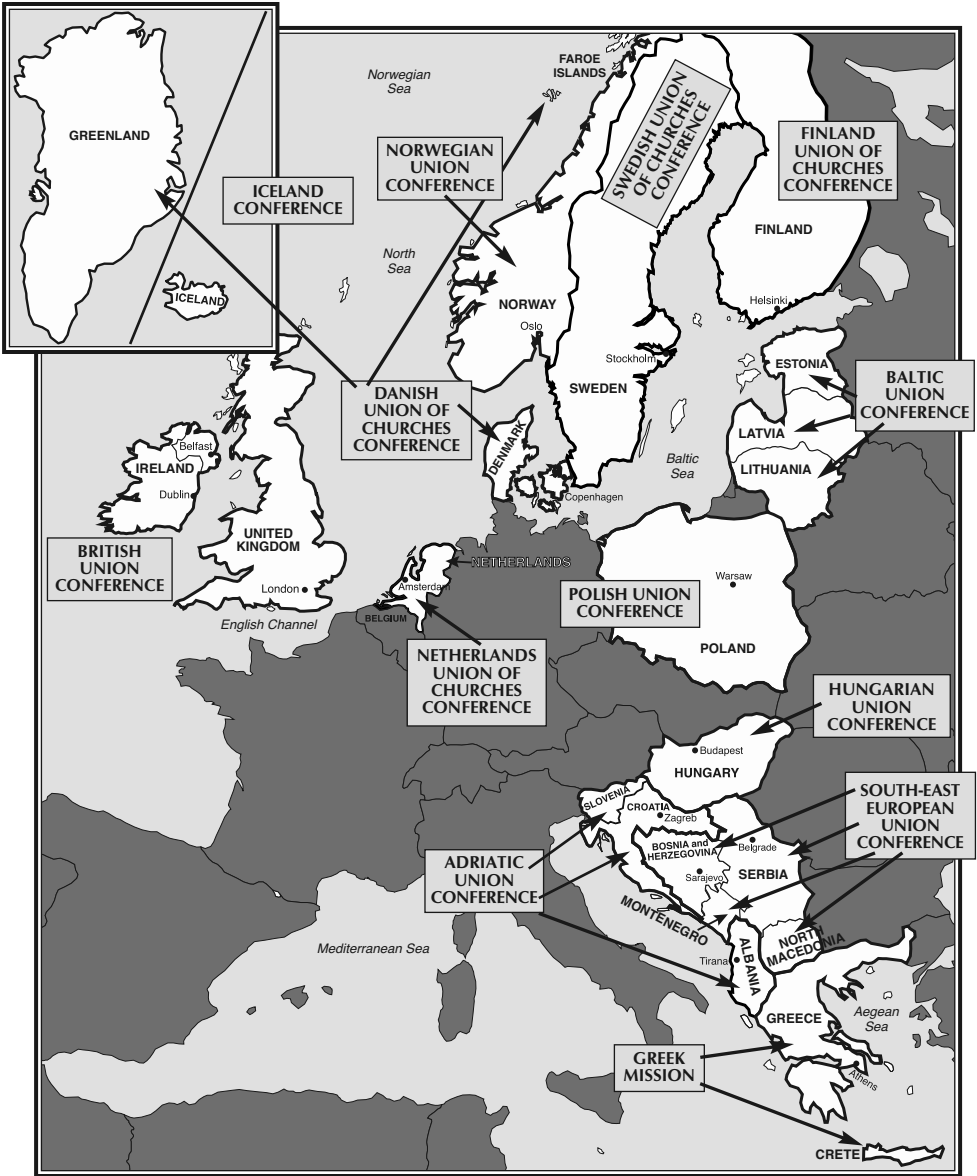 GREENLAND
ICELAND
CONFERENCE
ICELAND
Norwegian
Sea
FAROE
ISLANDS
NORWEGIAN
UNION
CONFERENCE
SWEDISH UNION
OF CHURCHES
CONFERENCE
FINLAND
UNION OF
CHURCHES
CONFERENCE
FINLAND
Helsinki
North
Sea
NORWAY
Oslo
Stockholm
SWEDEN
ESTONIA
LATVIA
LITHUANIA
BALTIC
UNION
CONFERENCE
DANISH
UNION OF
CHURCHES
CONFERENCE
DENMARK
Copenhagen
Baltic
Sea
Belfast
IRELAND
Dublin
UNITED
KINGDOM
London
BRITISH
UNION
CONFERENCE
English Channel
NETHERLANDS
Amsterdam
BELGIUM
NETHERLANDS
UNION OF
CHURCHES
CONFERENCE
POLISH UNION
CONFERENCE
Warsaw
POLAND
HUNGARIAN
UNION
CONFERENCE
Budapest
HUNGARY
SLOVENIA
CROATIA
Zagreb
BOSNIA and
HERZEGOVINA
Sarajevo
Belgrade
SERBIA
SOUTH-EAST
EUROPEAN
UNION
CONFERENCE
ADRIATIC
UNION
CONFERENCE
MONTENEGRO
NORTH
MACEDONIA
Tirana
ALBANIA
Mediterranean Sea
GREECE
Aegean
Sea
Athens
GREEK
MISSION
CRETE